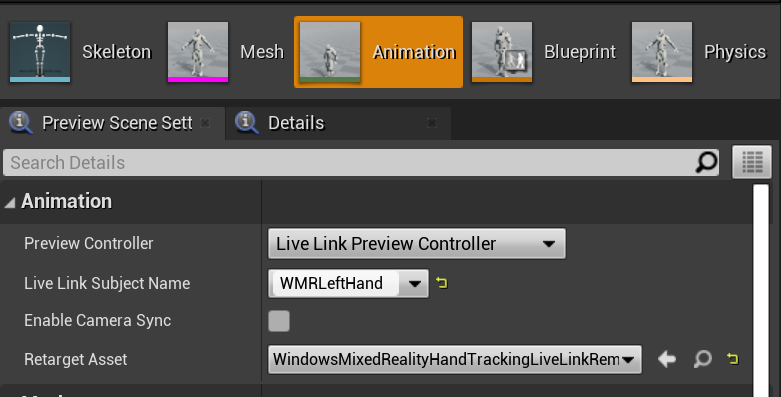 Skeleton Mesh Animation Blueprint Physics
Preview Scene Sett Details
Search Details
Animation
Preview Controller Live Link Preview Controller
Live Link Subject Name WMRLeftHand
Enable Camera Sync
Retarget Asset WindowsMixedRealityHandTrackingLiveLinkRem